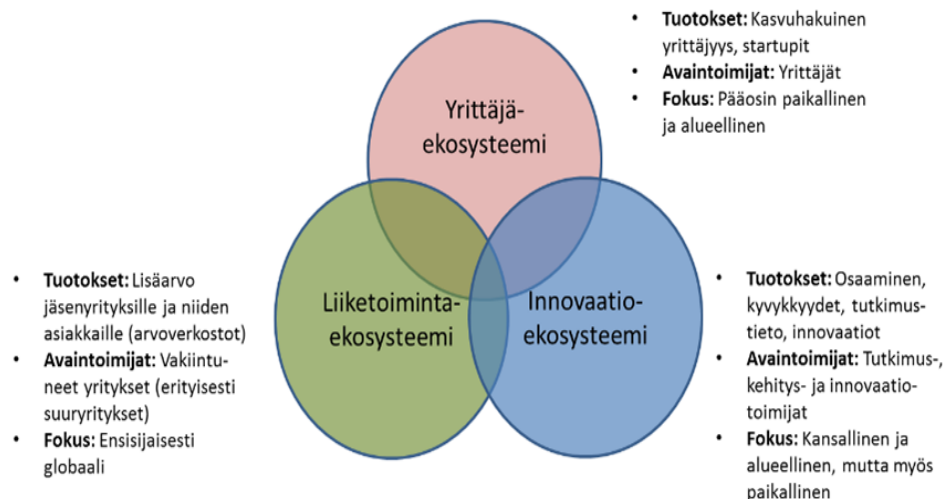 • Tuotokset: Kasvuhakuinen
yrittäjyys, startupit
• Avaintoimijat: Yrittäjät
• Fokus: Pääosin paikallinen
ja alueellinen
Yrittäjä-
ekosysteemi
• Tuotokset: Lisäarvo
jäsenyrityksille ja niiden
asiakkaille (arvoverkostot)
• Avaintoimijat: Vakiintu-
neet yritykset (erityisesti
suuryritykset)
• Fokus: Ensisijaisesti
globaali
Liiketoiminta-
ekosysteemi
Innovaatio-
ekosysteemi
• Tuotokset: Osaaminen,
kyvykkyydet, tutkimus-
tieto, innovaatiot
• Avaintoimijat: Tutkimus-,
kehitys- ja innovaatio-
toimijat
• Fokus: Kansallinen ja
alueellinen, mutta myös
paikallinen